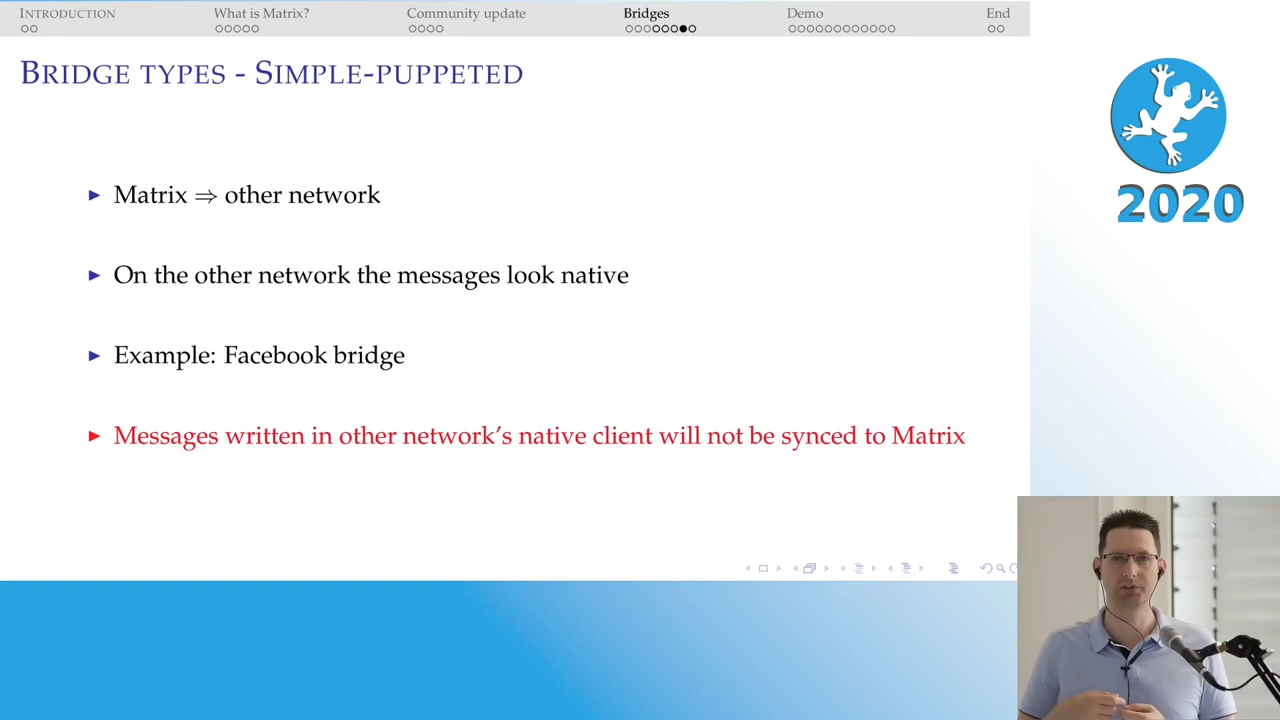 INTRODUCTION
What is Matrix?
Community update
Bridges
Demo
End
BRIDGE TYPES - SIMPLE-PUPPETED
Matrix ⇒ other network
On the other network the messages look native
Example: Facebook bridge
Messages written in other network's native client will not be synced to Matrix
2020